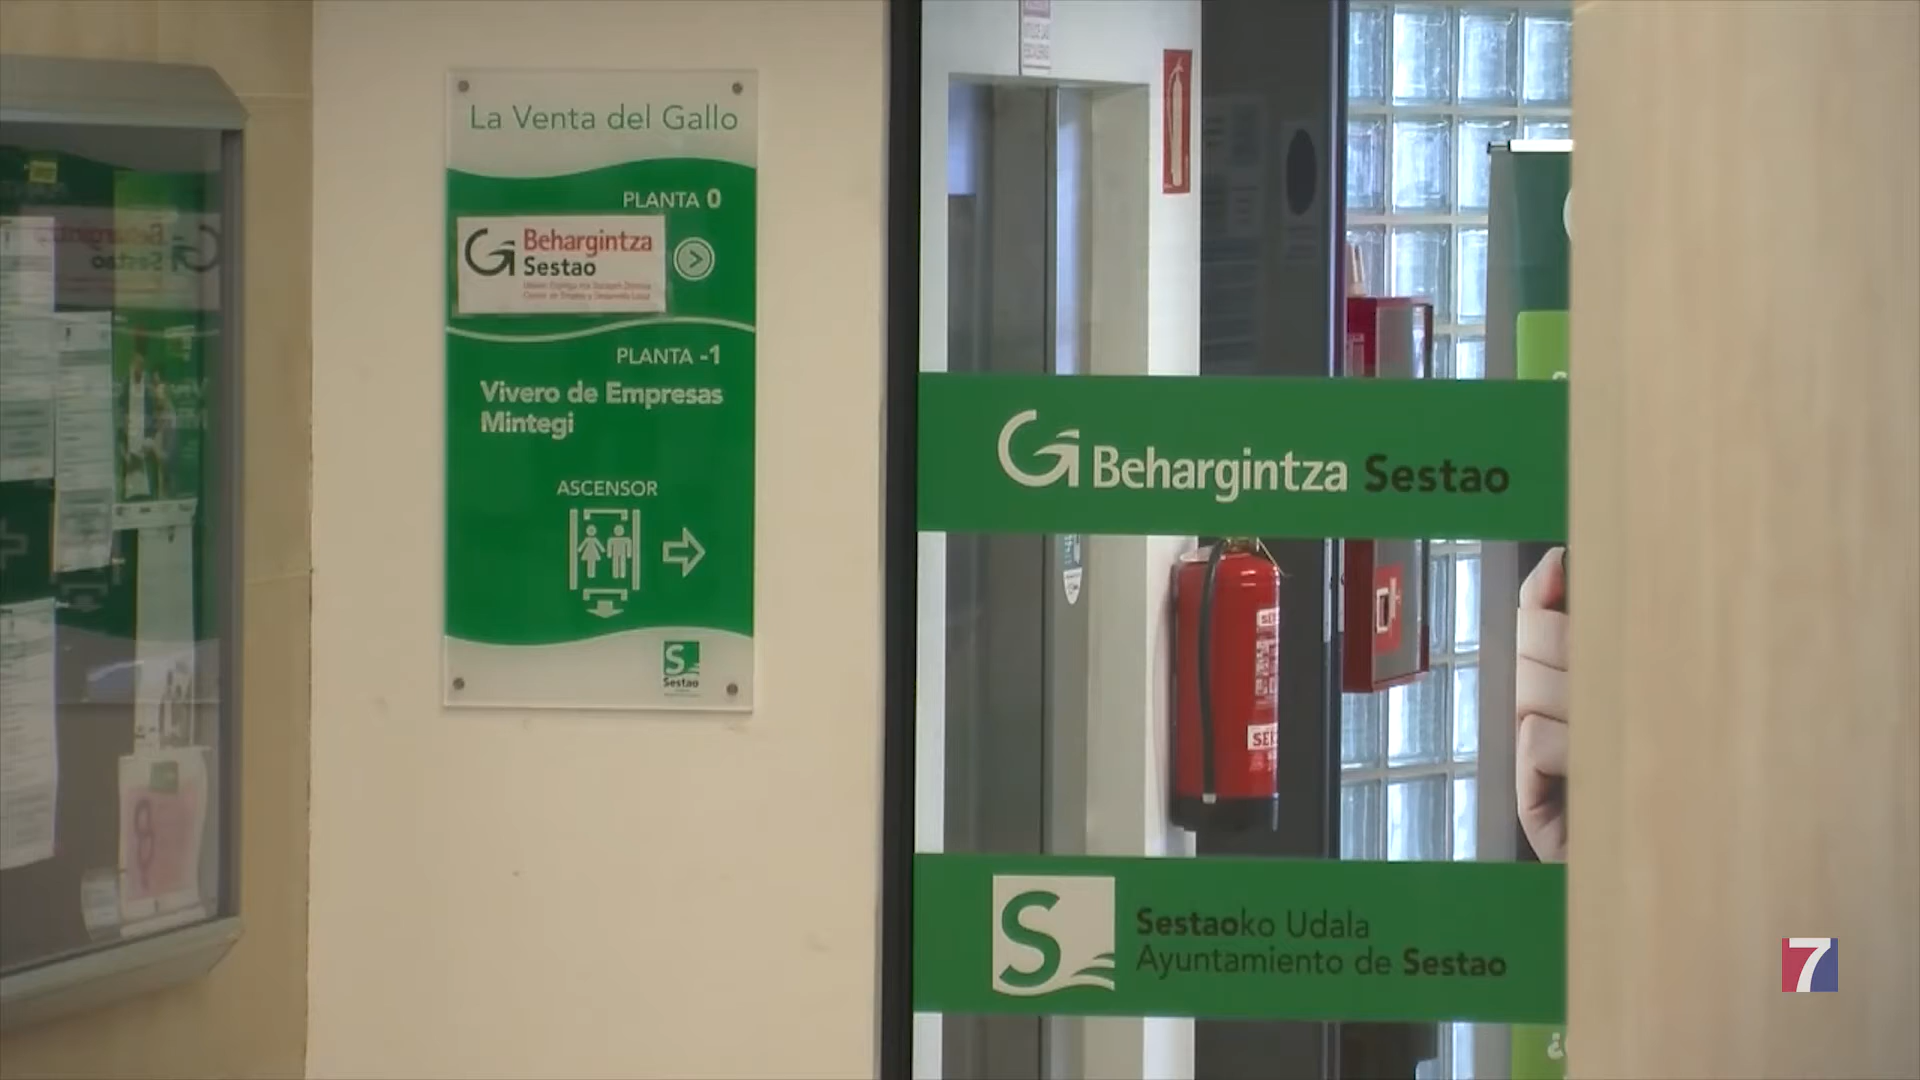 La Venta del Gallo
PLANTA 0
Behargintza
Sestao
PLANTA -1
Vivero de Empresas
Mintegi
ASCENSOR
S
Sestao
Behargintza Sestao
S
Sestaoko Udala
Ayuntamiento de Sestao
7